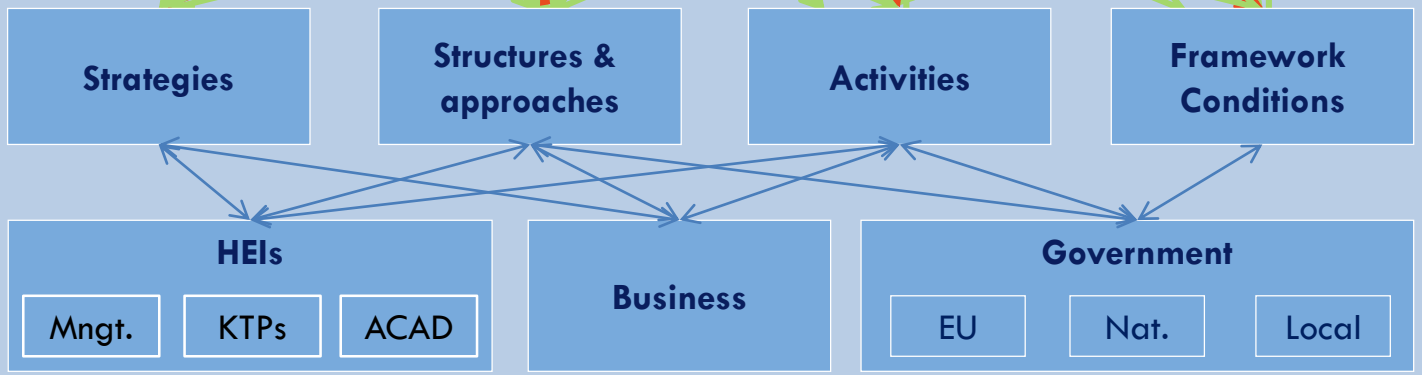 Strategies
Structures &
approaches
Activities
Framework
Conditions
HEIs
Mngt.
KTPs
ACAD
Business
Government
EU
Nat.
Local